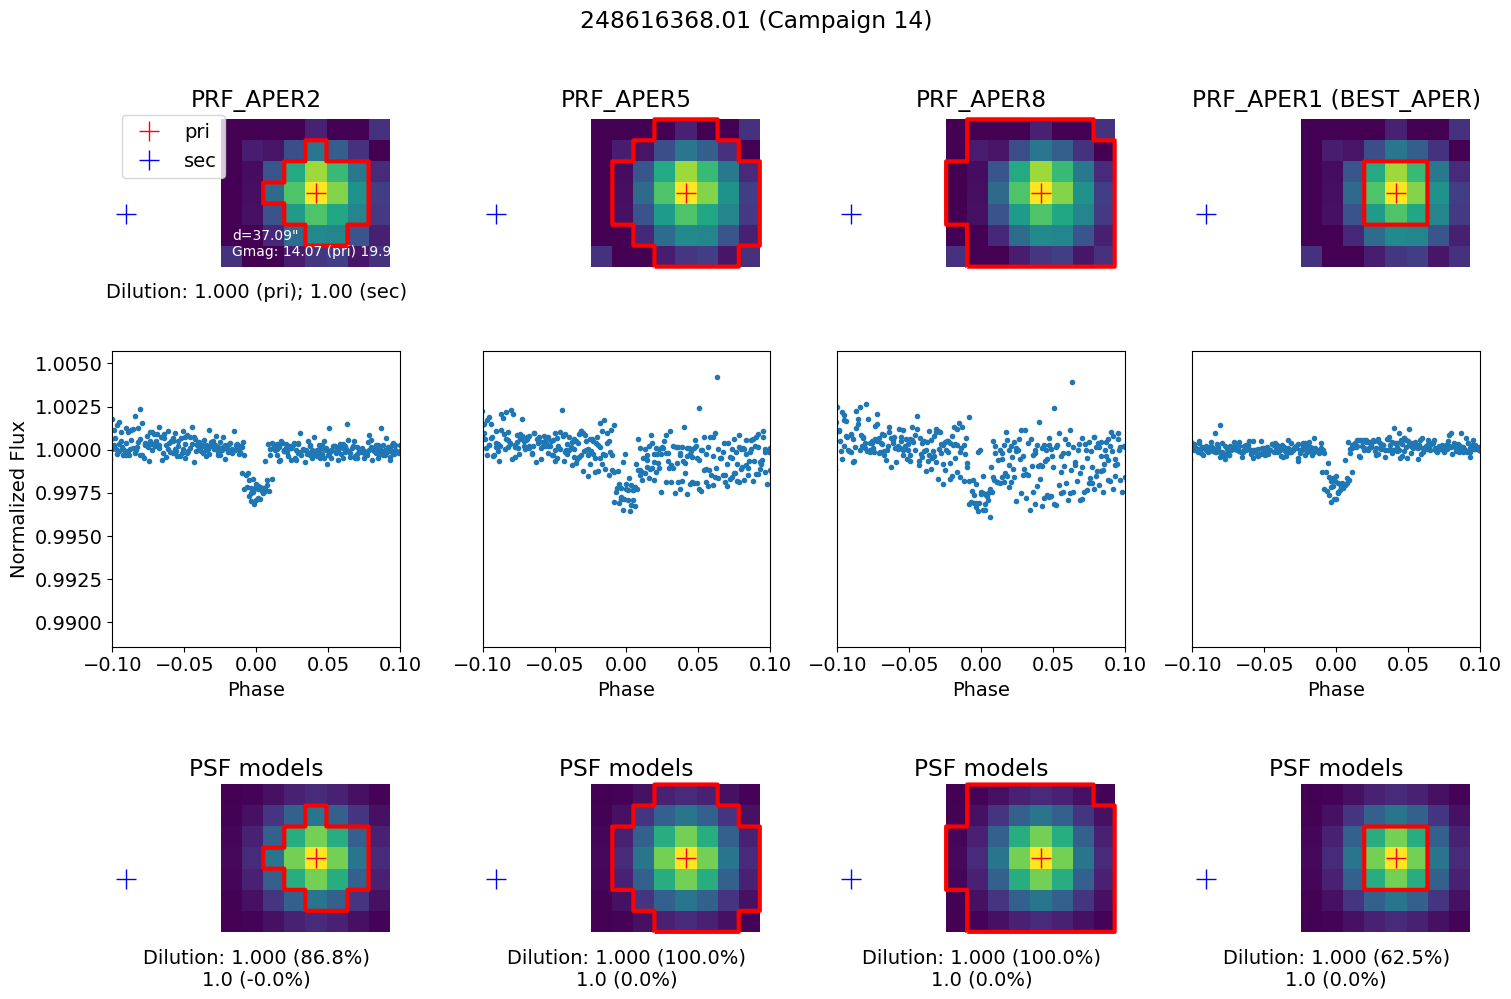 248616368.01 (Campaign 14)
PRF_APER2
PRF_APER5
PRF_APER8
PRF_APER1 (BEST_APER)
pri
sec
d=37.09"
Gmag: 14.07 (pri) 19.9
Dilution: 1.000 (pri); 1.00 (sec)
Normalized Flux
1.0050
1.0025
1.0000
0.9975
0.9950
0.9925
0.9900
−0.10 −0.05 0.00 0.05 0.10
−0.10 −0.05 0.00 0.05 0.10
−0.10 −0.05 0.00 0.05 0.10
−0.10 −0.05 0.00 0.05 0.10
Phase
Phase
Phase
Phase
PSF models
PSF models
PSF models
PSF models
Dilution: 1.000 (86.8%)
1.0 (-0.0%)
Dilution: 1.000 (100.0%)
1.0 (0.0%)
Dilution: 1.000 (100.0%)
1.0 (0.0%)
Dilution: 1.000 (62.5%)
1.0 (0.0%)